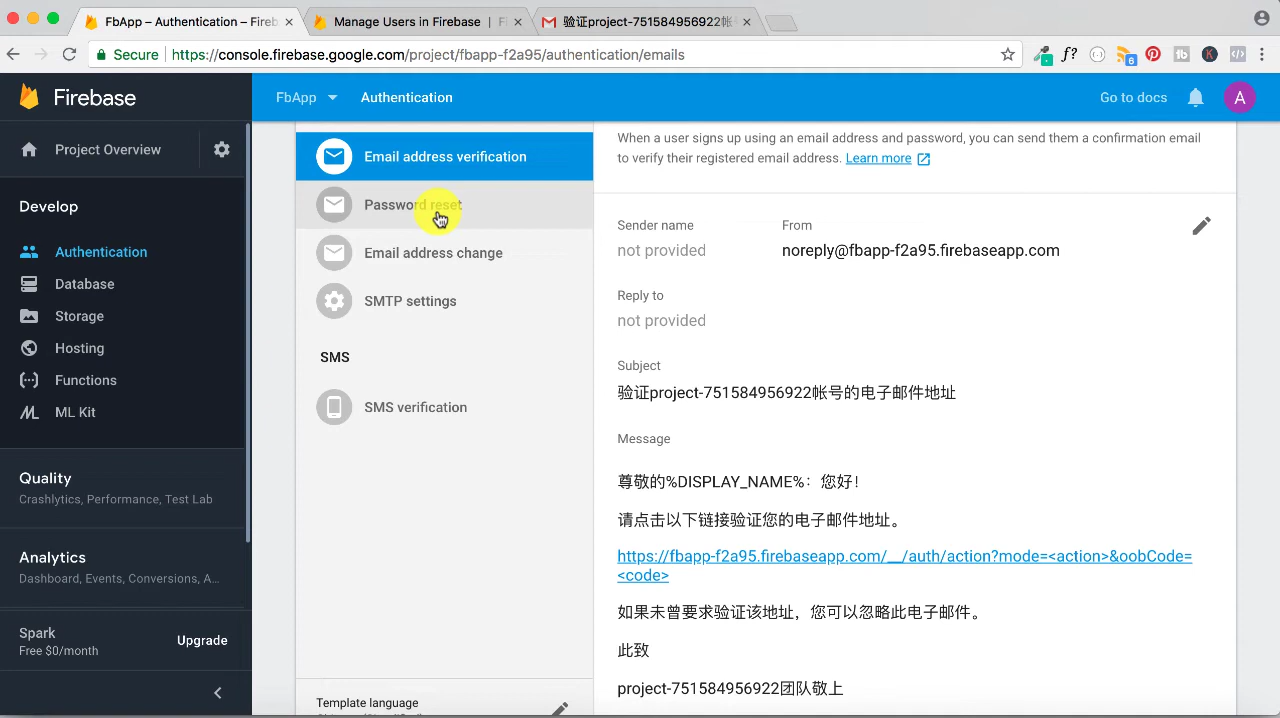 FbApp – Authentication – Fireb
Manage Users in Firebase | F
验证project-751584956922帐
Secure
https://console.firebase.google.com/project/fbapp-f2a95/authentication/emails
f?
6
K
Firebase
FbApp
Authentication
Go to docs
A
Project Overview
Develop
Authentication
Database
Storage
Hosting
Functions
ML Kit
Quality
Crashlytics, Performance, Test Lab
Analytics
Dashboard, Events, Conversions, A...
Spark
Free $0/month
Upgrade
Email address verification
Password reset
Email address change
SMTP settings
SMS
SMS verification
Template language
When a user signs up using an email address and password, you can send them a confirmation email
to verify their registered email address. Learn more
Sender name
From
not provided
noreply@fbapp-f2a95.firebaseapp.com
Reply to
not provided
Subject
验证project-751584956922帐号的电子邮件地址
Message
尊敬的%DISPLAY_NAME%：您好！
请点击以下链接验证您的电子邮件地址。
https://fbapp-f2a95.firebaseapp.com/__/auth/action?mode=<action>&oobCode=
<code>
如果未曾要求验证该地址，您可以忽略此电子邮件。
此致
project-751584956922团队敬上